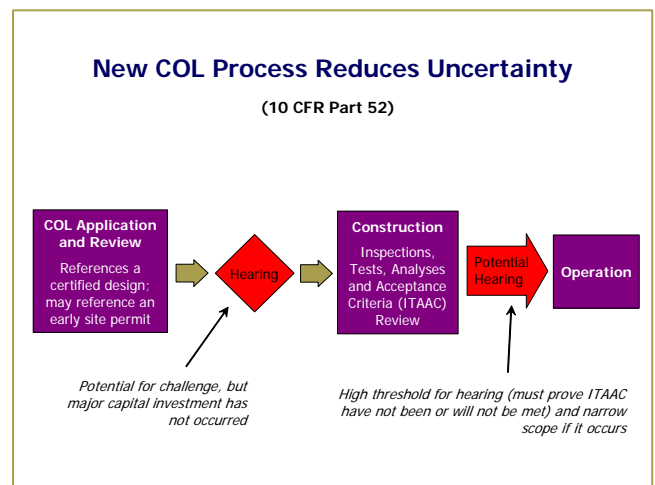 New COL Process Reduces Uncertainty
(10 CFR Part 52)
COL Application
and Review
References a
certified design;
may reference an
early site permit
Hearing
Construction
Inspections,
Tests, Analyses
and Acceptance
Criteria (ITAAC)
Review
Potential
Hearing
Operation
Potential for challenge, but
major capital investment has
not occurred
High threshold for hearing (must prove ITAAC
have not been or will not be met) and narrow
scope if it occurs